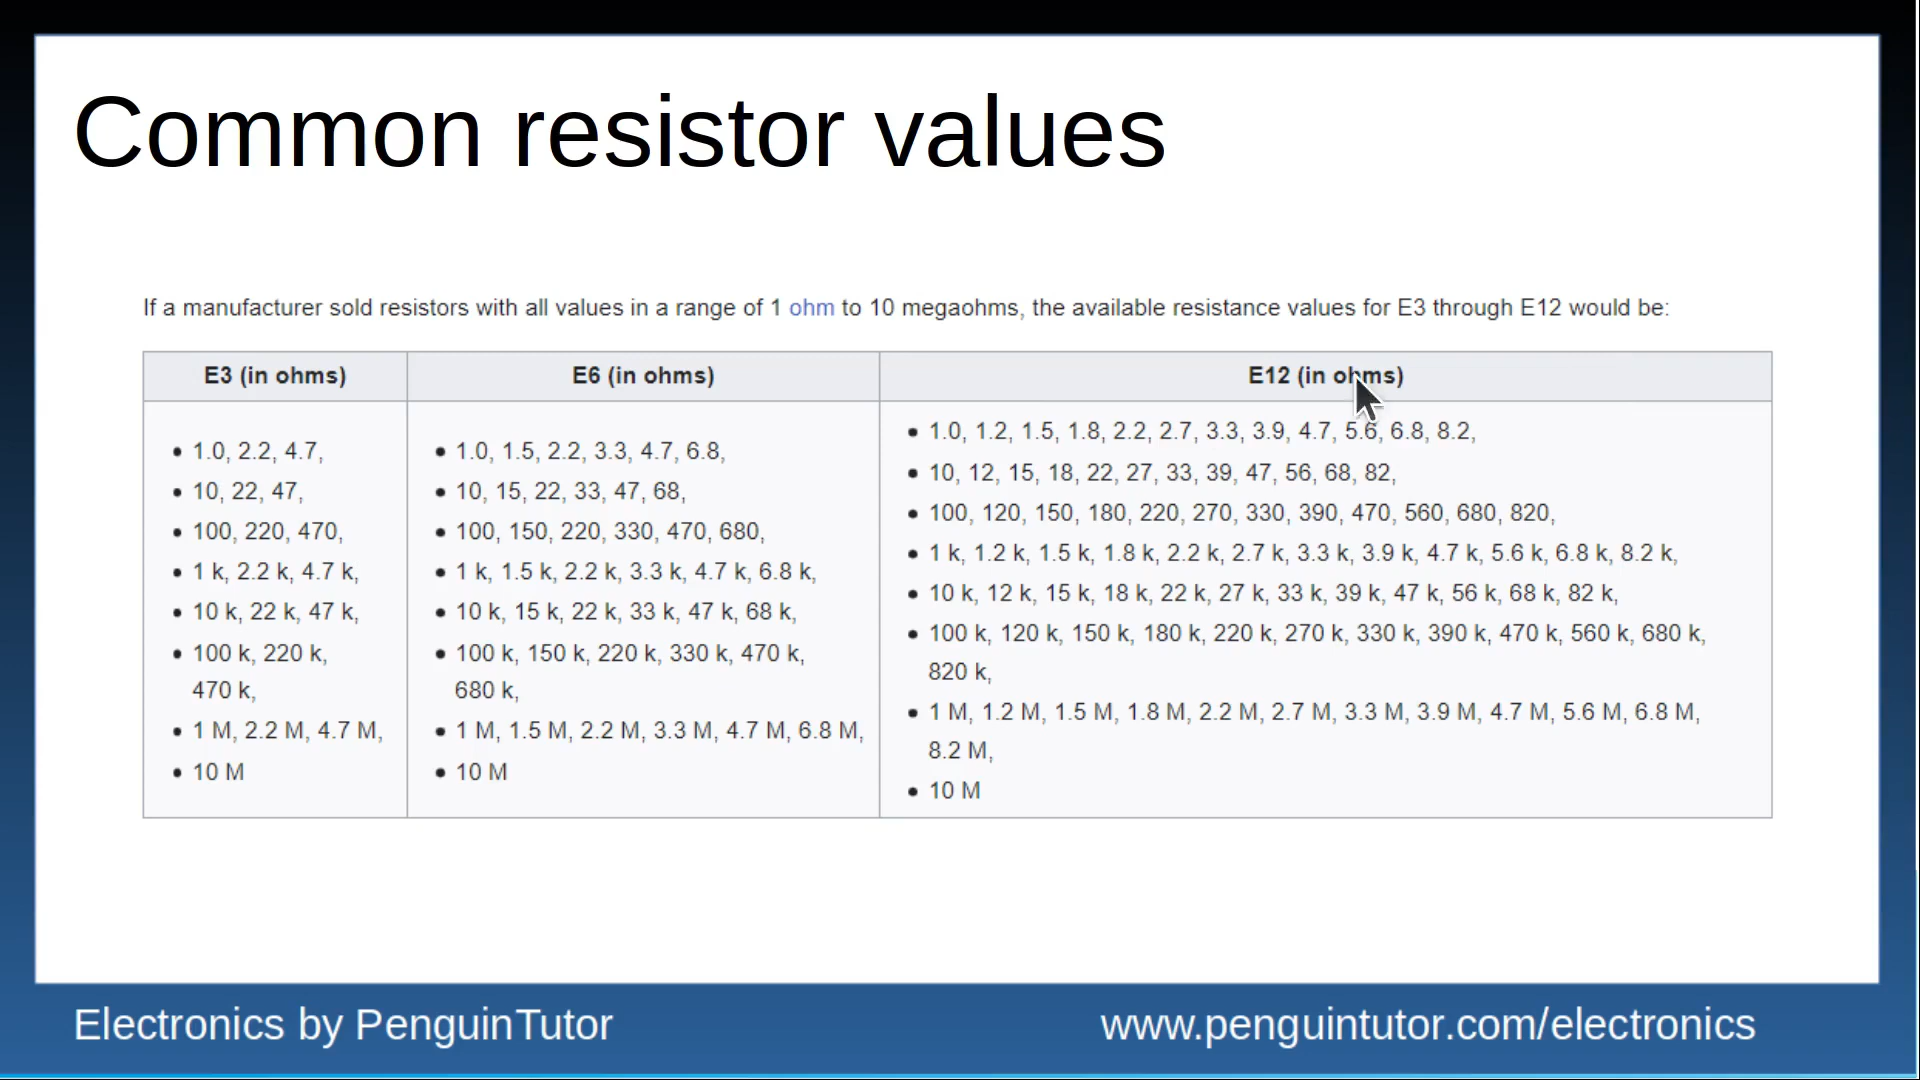 Common resistor values
If a manufacturer sold resistors with all values in a range of 1 ohm to 10 megaohms, the available resistance values for E3 through E12 would be:
E3 (in ohms)
1.0, 2.2, 4.7,
10, 22, 47,
100, 220, 470,
1 k, 2.2 k, 4.7 k,
10 k, 22 k, 47 k,
100 k, 220 k,
470 k,
1 M, 2.2 M, 4.7 M,
10 M
E6 (in ohms)
1.0, 1.5, 2.2, 3.3, 4.7, 6.8,
10, 15, 22, 33, 47, 68,
100, 150, 220, 330, 470, 680,
1 k, 1.5 k, 2.2 k, 3.3 k, 4.7 k, 6.8 k,
10 k, 15 k, 22 k, 33 k, 47 k, 68 k,
100 k, 150 k, 220 k, 330 k, 470 k,
680 k,
1 M, 1.5 M, 2.2 M, 3.3 M, 4.7 M, 6.8 M,
10 M
E12 (in ohms)
1.0, 1.2, 1.5, 1.8, 2.2, 2.7, 3.3, 3.9, 4.7, 5.6, 6.8, 8.2,
10, 12, 15, 18, 22, 27, 33, 39, 47, 56, 68, 82,
100, 120, 150, 180, 220, 270, 330, 390, 470, 560, 680, 820,
1 k, 1.2 k, 1.5 k, 1.8 k, 2.2 k, 2.7 k, 3.3 k, 3.9 k, 4.7 k, 5.6 k, 6.8 k, 8.2 k,
10 k, 12 k, 15 k, 18 k, 22 k, 27 k, 33 k, 39 k, 47 k, 56 k, 68 k, 82 k,
100 k, 120 k, 150 k, 180 k, 220 k, 270 k, 330 k, 390 k, 470 k, 560 k, 680 k,
820 k,
1 M, 1.2 M, 1.5 M, 1.8 M, 2.2 M, 2.7 M, 3.3 M, 3.9 M, 4.7 M, 5.6 M, 6.8 M,
8.2 M,
10 M
Electronics by PenguinTutor
www.penguintutor.com/electronics